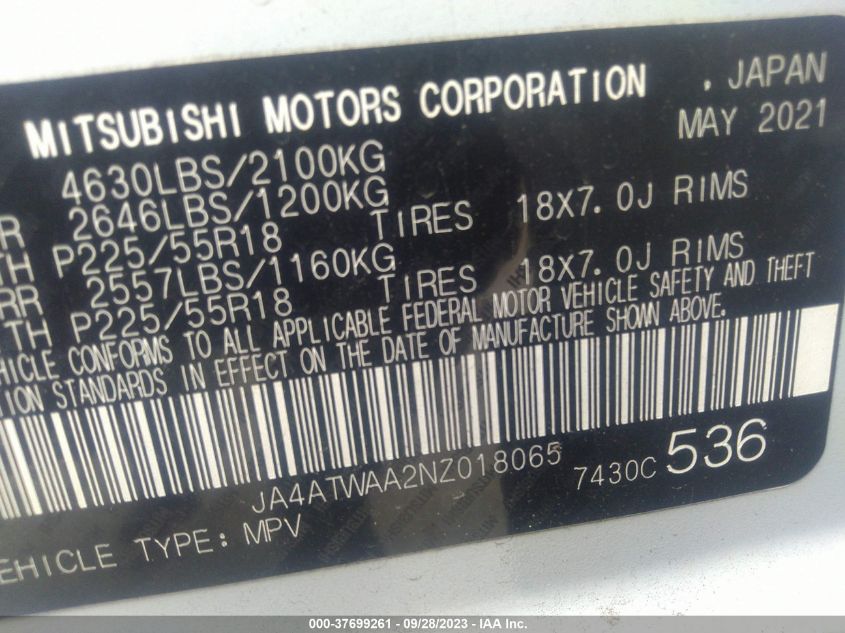 MITSUBISHI MOTORS CORPORATION , JAPAN
MAY 2021
4630LBS/2100KG
RR 2646LBS/1200KG
TH P225/55R18 TIRES 18X7.0J RIMS
RR 2557LBS/1160KG
TH P225/55R18 TIRES 18X7.0J RIMS
HICLE CONFORMS TO ALL APPLICABLE FEDERAL MOTOR VEHICLE SAFETY AND THEFT
ION STANDARDS IN EFFECT ON THE DATE OF MANUFACTURE SHOWN ABOVE.
JA4ATWAA2NZ018065 7430C 536
EHICLE TYPE: MPV
000-37699261 - 09/28/2023 - IAA Inc.